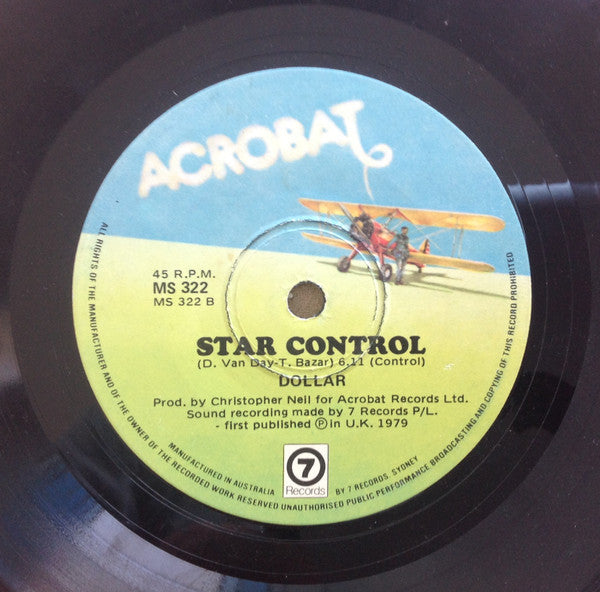 ACROBAT
45 R.P.M.
MS 322
MS 322 B
STAR CONTROL
(D. Van Day-T. Bazar) 6.11 (Control)
DOLLAR
Prod. by Christopher Neil for Acrobat Records Ltd.
Sound recording made by 7 Records P/L.
- first published Ⓟ in U.K. 1979
7
Records
MANUFACTURED IN AUSTRALIA BY 7 RECORDS, SYDNEY
ALL RIGHTS OF THE MANUFACTURER AND OF THE OWNER OF THE RECORDED WORK RESERVED UNAUTHORISED PUBLIC PERFORMANCE BROADCASTING AND COPYING OF THIS RECORD PROHIBITED